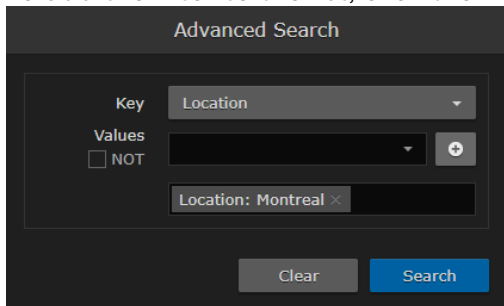 Advanced Search
Key
Location
Values
NOT
Location: Montreal ×
Clear
Search